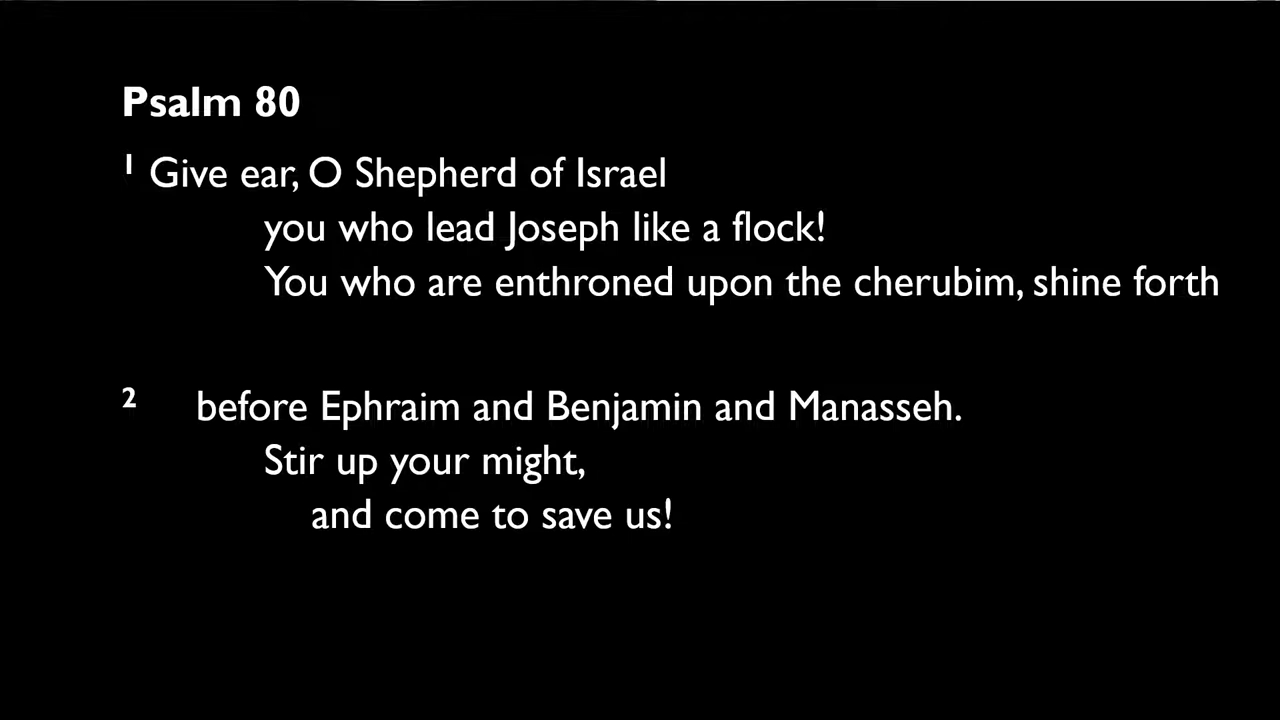 Psalm 80
1 Give ear, O Shepherd of Israel
you who lead Joseph like a flock!
You who are enthroned upon the cherubim, shine forth
2 before Ephraim and Benjamin and Manasseh.
Stir up your might,
and come to save us!